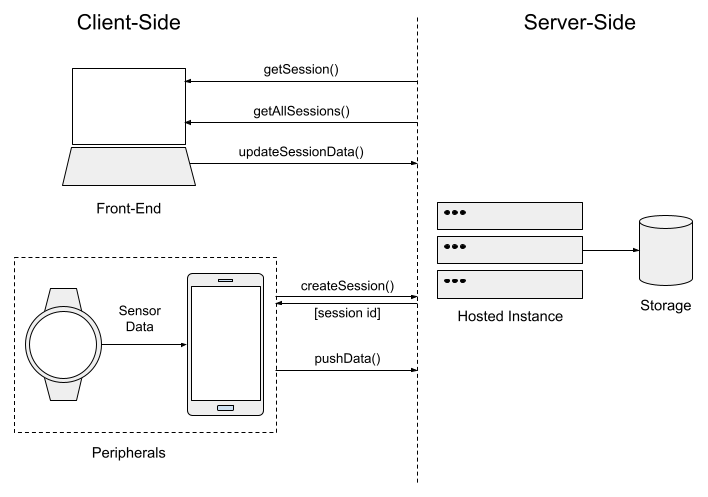 Client-Side
Server-Side
getSession()
getAllSessions()
updateSessionData()
Front-End
createSession()
[session id]
Sensor
Data
pushData()
Peripherals
Hosted Instance
Storage